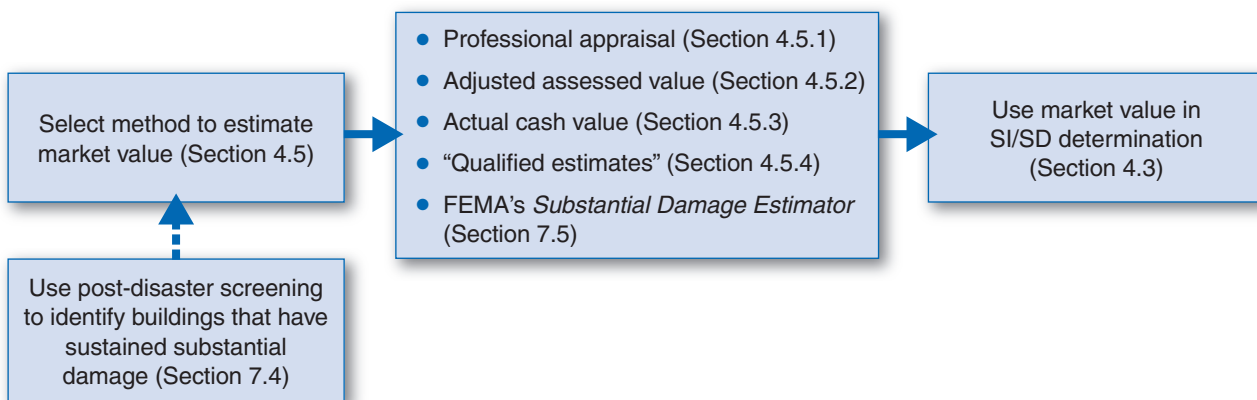 Select method to estimate
market value (Section 4.5)
Use post-disaster screening
to identify buildings that have
sustained substantial
damage (Section 7.4)
● Professional appraisal (Section 4.5.1)
● Adjusted assessed value (Section 4.5.2)
● Actual cash value (Section 4.5.3)
● “Qualified estimates” (Section 4.5.4)
● FEMA’s Substantial Damage Estimator
(Section 7.5)
Use market value in
SI/SD determination
(Section 4.3)